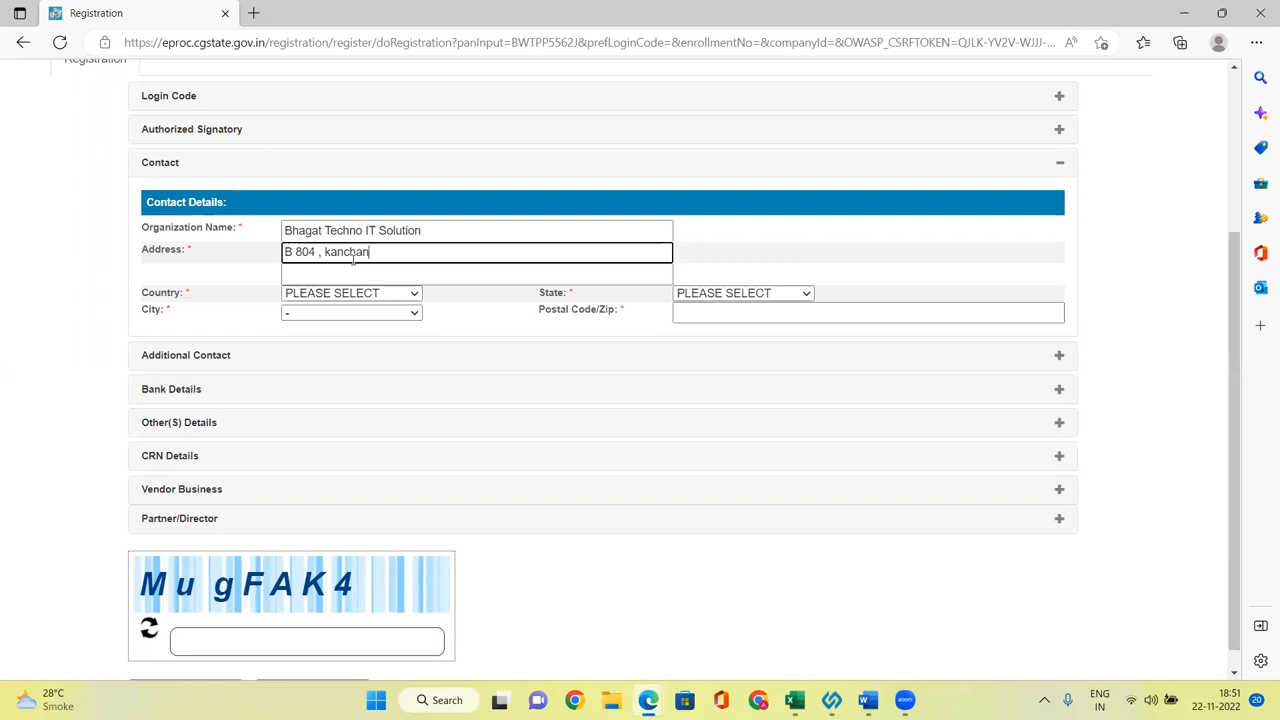 Registration
https://eproc.cgstate.gov.in/registration/register/doRegistration?panInput=BWTPP5562J&prefLoginCode=&enrollmentNo=&companyId=&OWASP_CSRFTOKEN=QJLK-YV2V-WJJJ-...
Registration
Login Code
Authorized Signatory
Contact
Contact Details:
Organization Name: * Bhagat Techno IT Solution
Address: * B 804 , kanchan
Country: * PLEASE SELECT State: * PLEASE SELECT
City: * - Postal Code/Zip: *
Additional Contact
Bank Details
Other(S) Details
CRN Details
Vendor Business
Partner/Director
M u g F A K 4
28°C
Smoke
Search
ENG
IN
18:51
22-11-2022
20